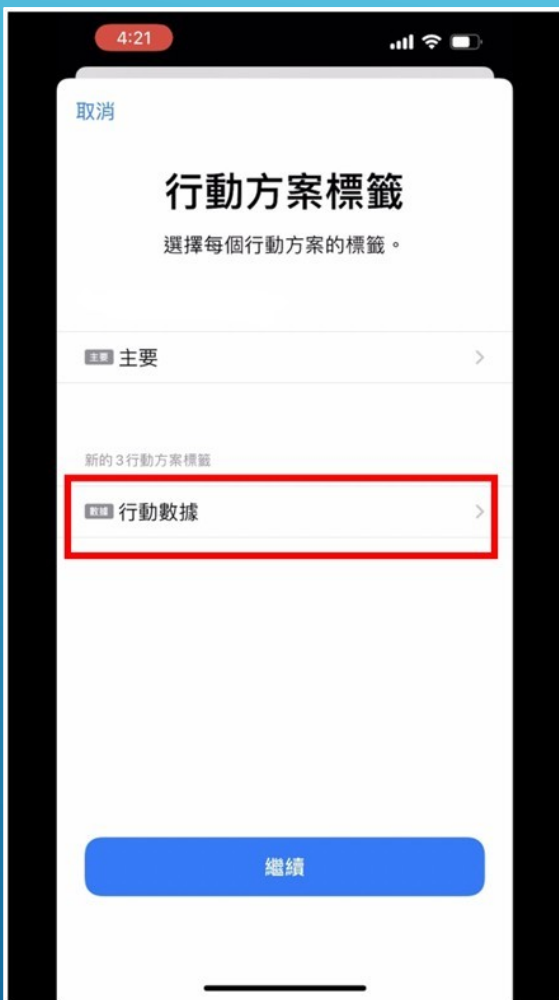 4:21
取消
行動方案標籤
選擇每個行動方案的標籤。
主要 主要
新的3行動方案標籤
數據 行動數據
繼續